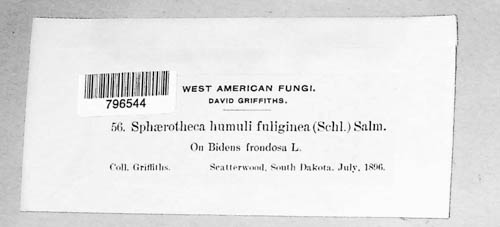 WEST AMERICAN FUNGI.
796544
DAVID GRIFFITHS.
56. Sphærotheca humuli fuliginea (Schl.) Salm.
On Bidens frondosa L.
Coll. Griffiths. Scatterwood, South Dakota, July, 1896.